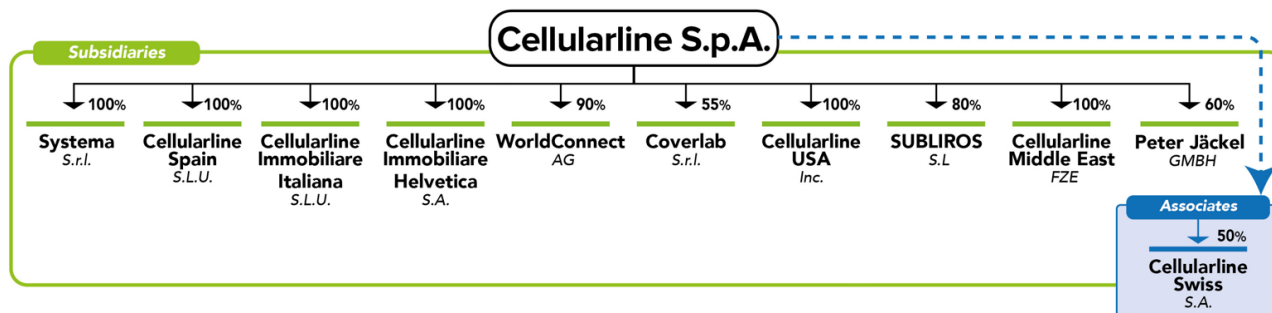 Cellularline S.p.A.
Subsidiaries
100%
100%
100%
100%
90%
55%
100%
80%
100%
60%
Systema
S.r.l.
Cellularline
Spain
S.L.U.
Cellularline
Immobiliare
Italiana
S.L.U.
Cellularline
Immobiliare
Helvetica
S.A.
WorldConnect
AG
Coverlab
S.r.l.
Cellularline
USA
Inc.
SUBLIROS
S.L
Cellularline
Middle East
FZE
Peter Jäckel
GMBH
Associates
50%
Cellularline
Swiss
S.A.